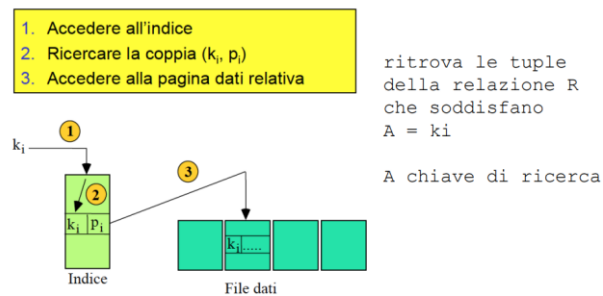 1. Accedere all'indice
2. Ricercare la coppia (ki, pi)
3. Accedere alla pagina dati relativa
ritrova le tuple
della relazione R
che soddisfano
A = ki
A chiave di ricerca
1
ki
3
2
ki pi
ki .....
Indice
File dati